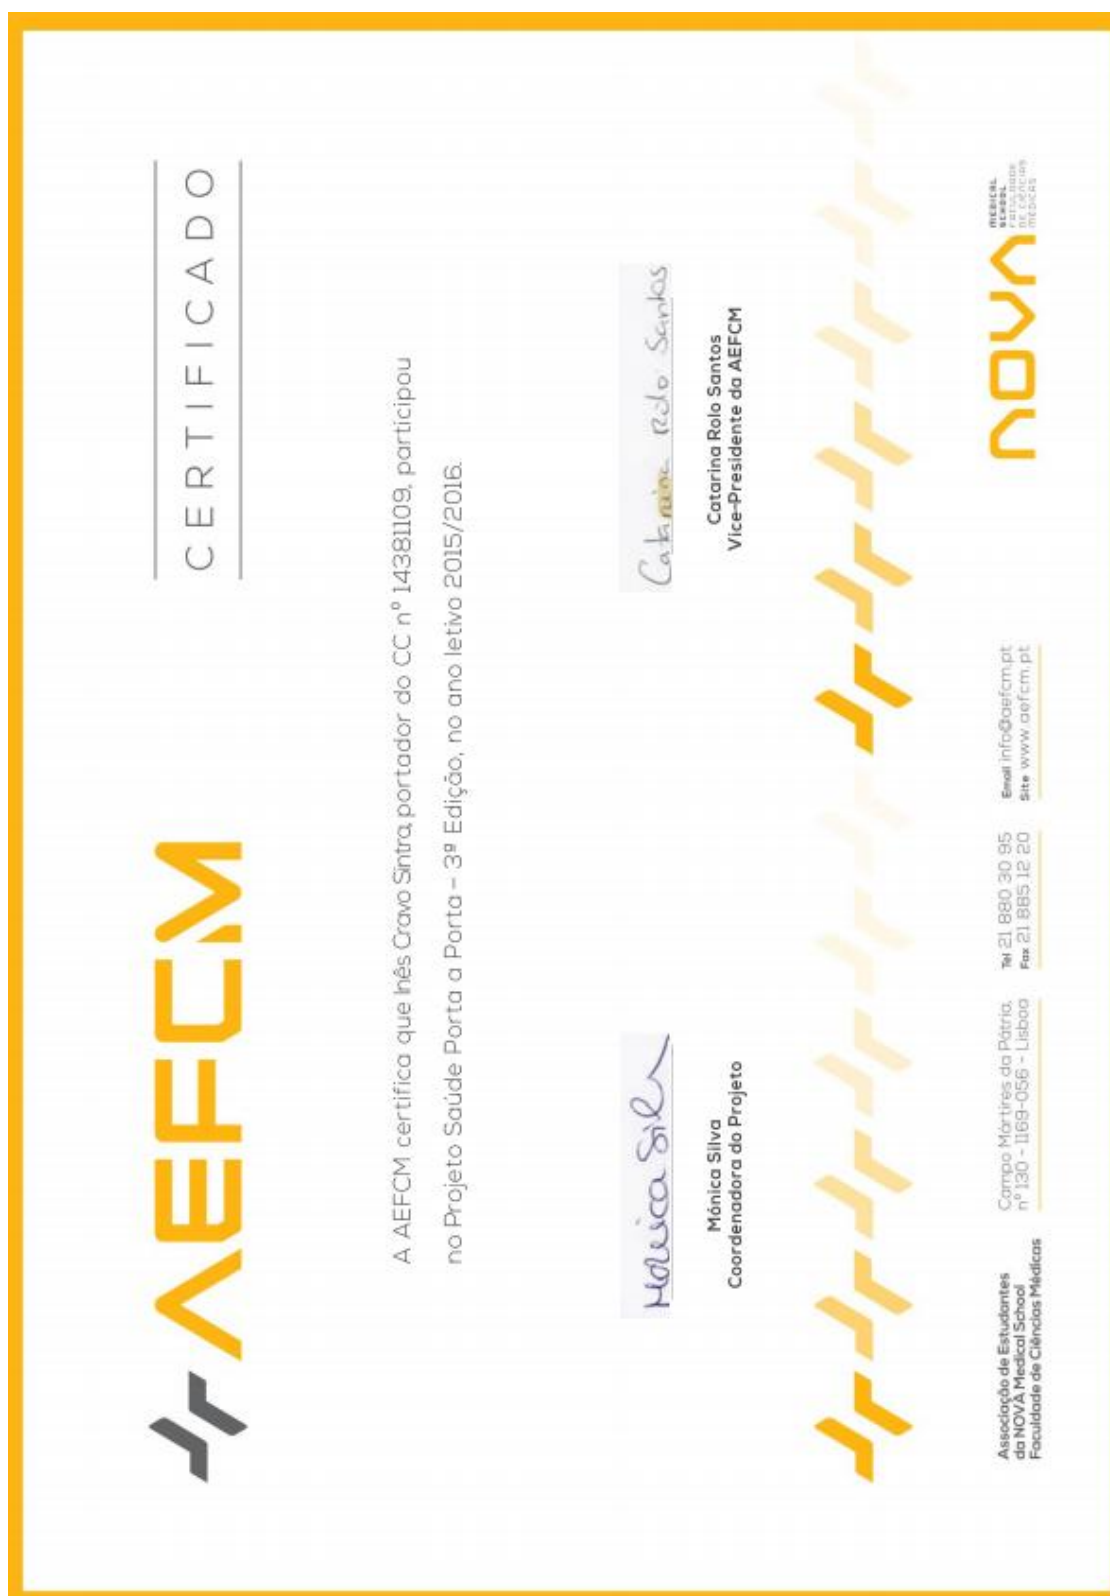 AEFCM
CERTIFICADO
A AEFCM certifica que Inês Cravo Sintra, portador do CC nº 14381109, participou
no Projeto Saúde Porta a Porta – 3ª Edição, no ano letivo 2015/2016.
Mónica Silva
Mónica Silva
Coordenadora do Projeto
Catarina Rolo Santos
Catarina Rolo Santos
Vice-Presidente da AEFCM
Associação de Estudantes
da NOVA Medical School
Faculdade de Ciências Médicas
Campo Mártires da Pátria,
nº 130 - 1169-056 - Lisboa
Tel 21 880 30 95
Fax 21 885 12 20
Email info@aefcm.pt
Site www.aefcm.pt
NOVA
MEDICAL
SCHOOL
FACULDADE
DE CIÊNCIAS
MÉDICAS